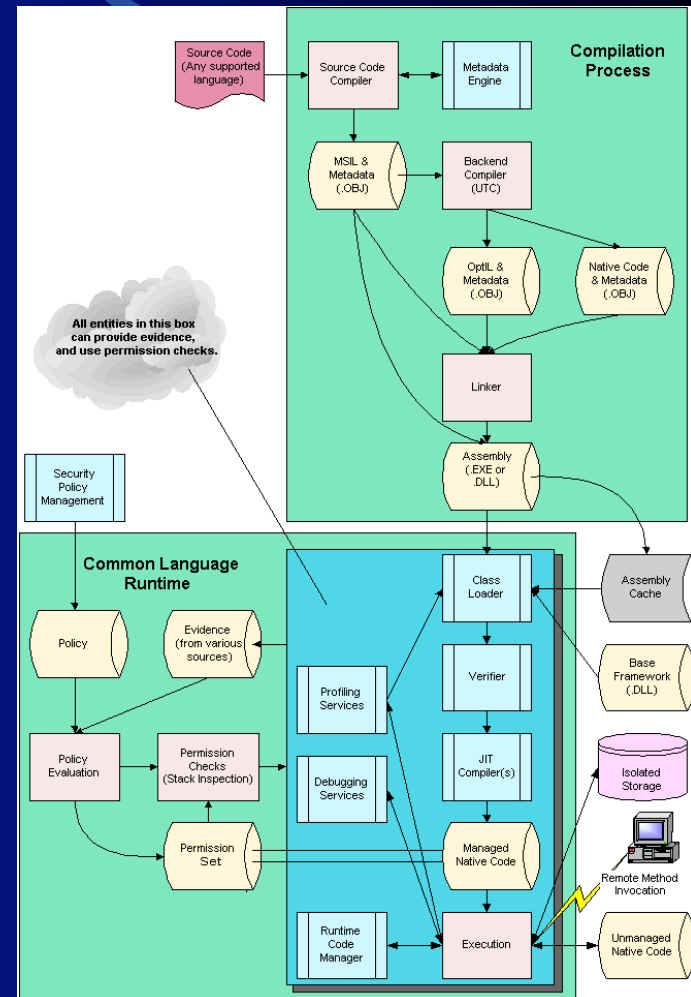 Source Code
(Any supported
language)
Source Code
Compiler
Metadata
Engine
Compilation
Process
MSIL &
Metadata
(.OBJ)
Backend
Compiler
(UTC)
OptIL &
Metadata
(.OBJ)
Native Code
& Metadata
(.OBJ)
All entities in this box
can provide evidence,
and use permission checks.
Linker
Assembly
(.EXE or
.DLL)
Security
Policy
Management
Common Language
Runtime
Class
Loader
Assembly
Cache
Policy
Evidence
(from various
sources)
Verifier
Base
Framework
(.DLL)
Profiling
Services
Policy
Evaluation
Permission
Checks
(Stack Inspection)
Debugging
Services
JIT
Compiler(s)
Isolated
Storage
Permission
Set
Managed
Native Code
Remote Method
Invocation
Runtime
Code
Manager
Execution
Unmanaged
Native Code